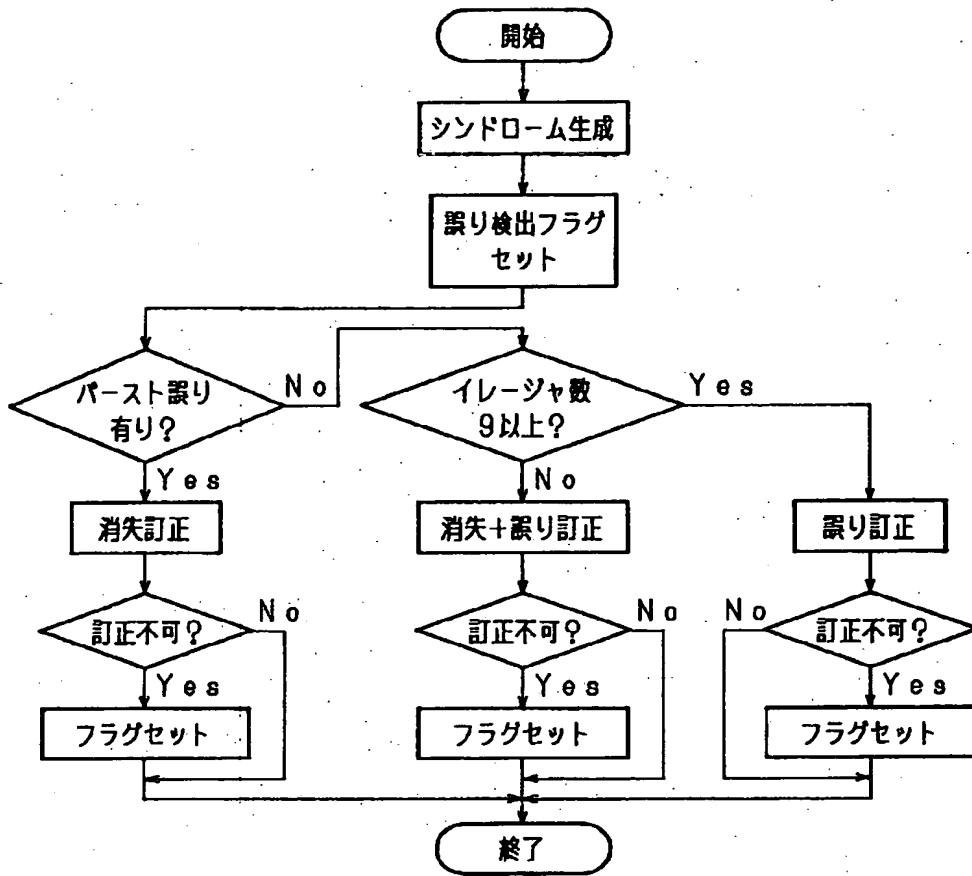 開始
シンドローム生成
誤り検出フラグ
セット
バースト誤り
有り?
No
イレージャ数
9以上?
Yes
Yes
No
消失訂正
消失+誤り訂正
誤り訂正
訂正不可?
No
訂正不可?
No
No
訂正不可?
Yes
Yes
Yes
フラグセット
フラグセット
フラグセット
終了